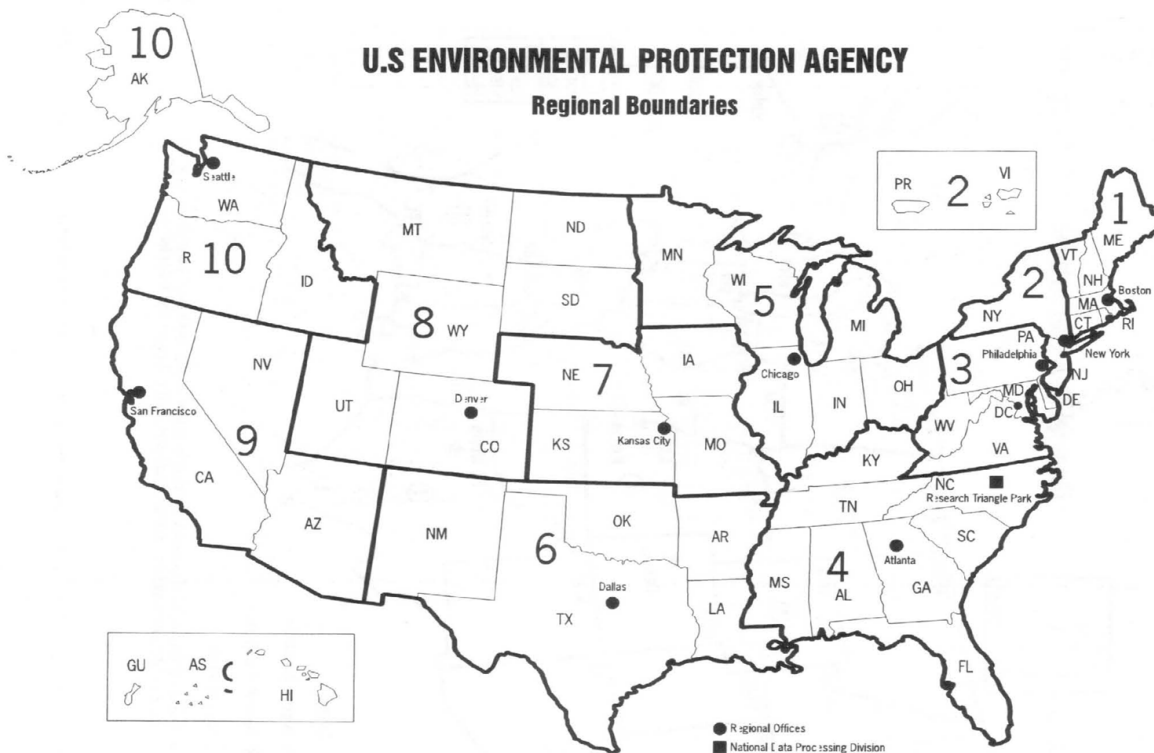 U.S ENVIRONMENTAL PROTECTION AGENCY
Regional Boundaries
10
AK
Seattle
WA
R 10
ID
MT
ND
SD
8
WY
MN
WI
5
MI
PR
2
VI
1
ME
VT
NH
Boston
MA
CT
RI
2
NY
PA
New York
Philadelphia
3
NJ
MD
DE
DC
WV
VA
NV
San Francisco
9
CA
UT
Denver
CO
NE
7
IA
KS
Kansas City
MO
Chicago
IL
IN
OH
KY
NC
Research Triangle Park
TN
SC
AZ
NM
OK
AR
6
Dallas
TX
LA
MS
4
AL
Atlanta
GA
FL
GU
AS
9
HI
Regional Offices
National Data Processing Division